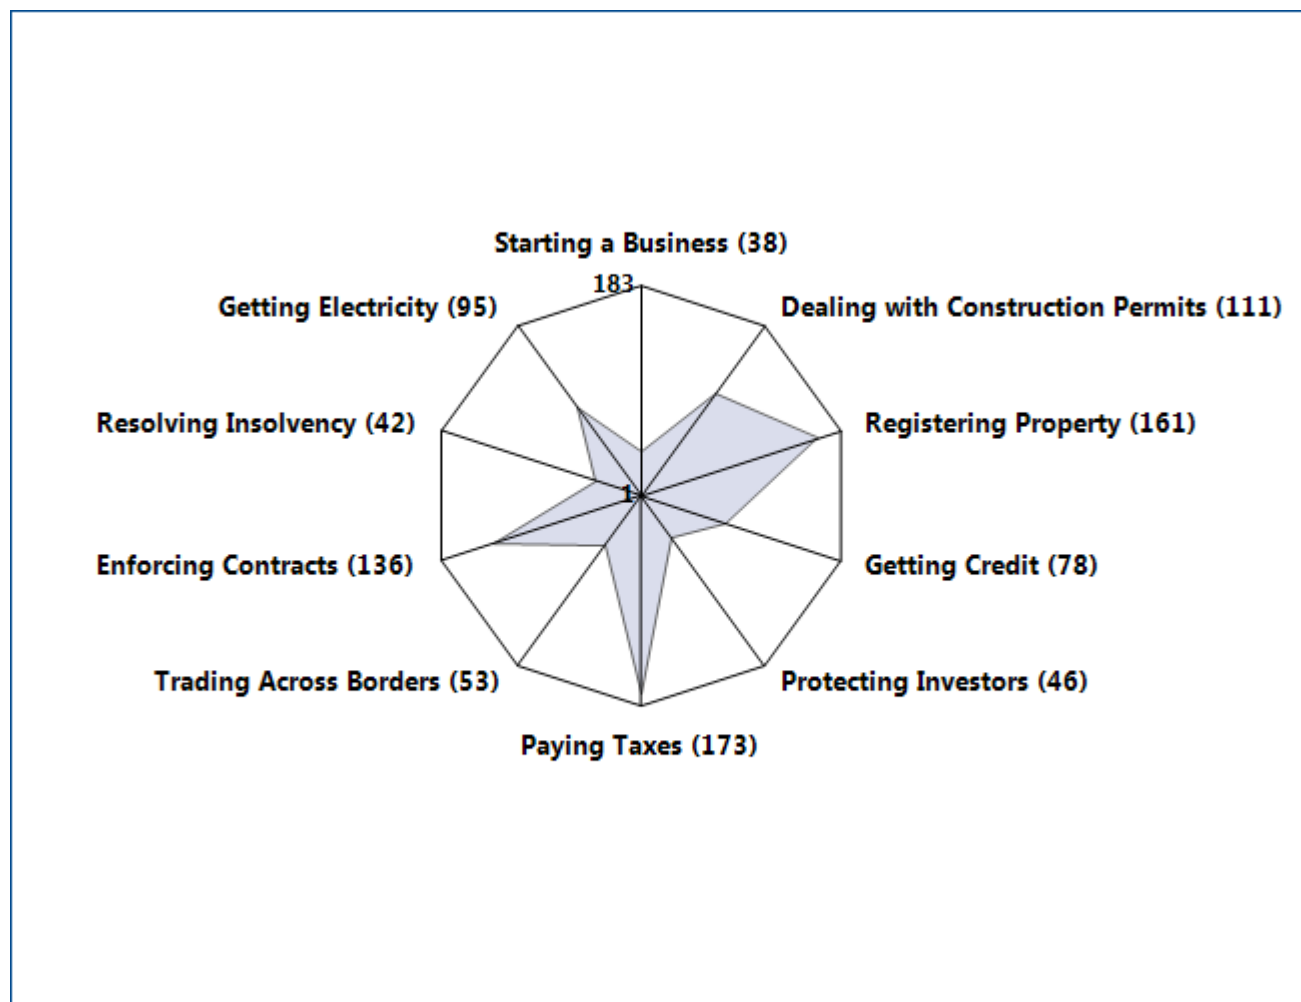 Starting a Business (38)
183
Getting Electricity (95)
Dealing with Construction Permits (111)
Resolving Insolvency (42)
Registering Property (161)
1
Enforcing Contracts (136)
Getting Credit (78)
Trading Across Borders (53)
Protecting Investors (46)
Paying Taxes (173)